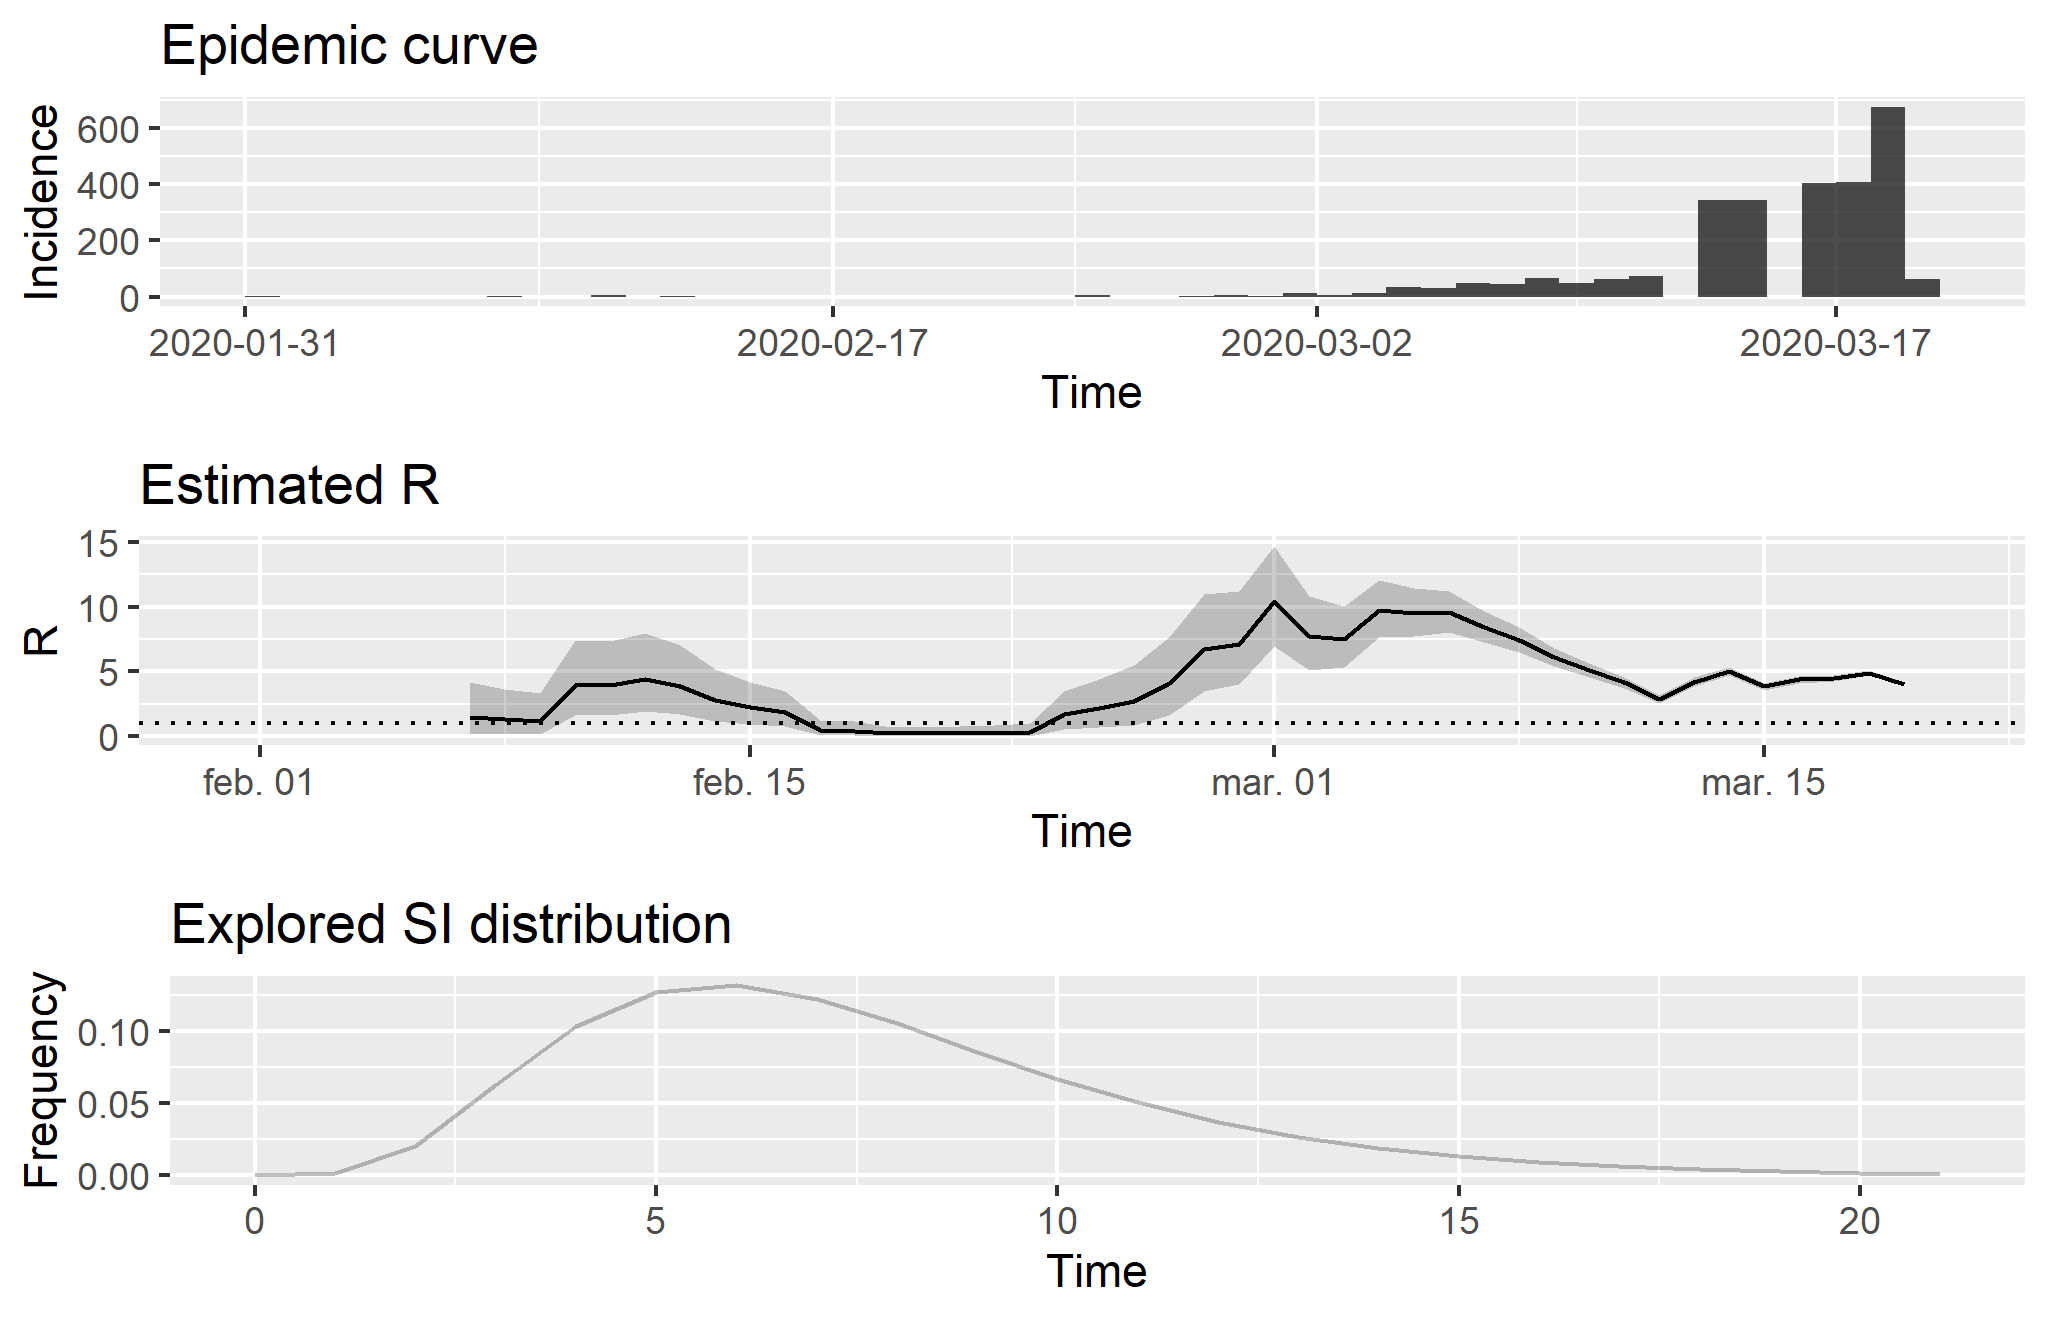 Epidemic curve
Incidence
600
400
200
0
2020-01-31 2020-02-17 2020-03-02 2020-03-17
Time
Estimated R
R
15
10
5
0
feb. 01 feb. 15 mar. 01 mar. 15
Time
Explored SI distribution
Frequency
0.10
0.05
0.00
0 5 10 15 20
Time